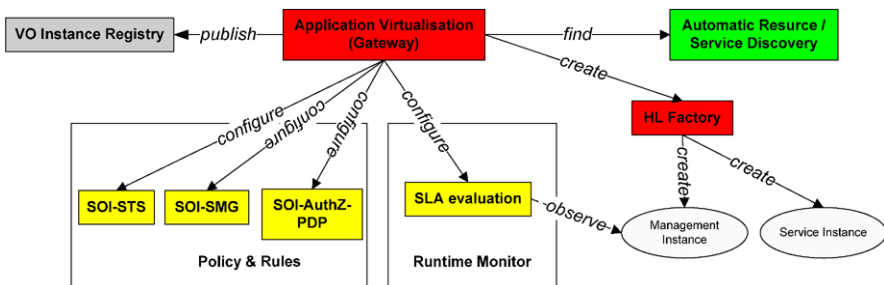 VO Instance Registry
publish
Application Virtualisation
(Gateway)
find
Automatic Resurce /
Service Discovery
create
HL Factory
configure
configure
configure
configure
create
create
SOI-STS
SOI-SMG
SOI-AuthZ-
PDP
SLA evaluation
observe
Management
Instance
Service Instance
Policy & Rules
Runtime Monitor